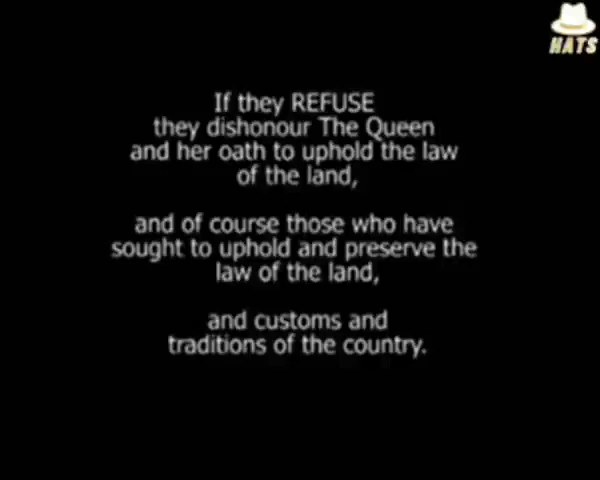 HATS
If they REFUSE
they dishonour The Queen
and her oath to uphold the law
of the land,
and of course those who have
sought to uphold and preserve the
law of the land,
and customs and
traditions of the country.